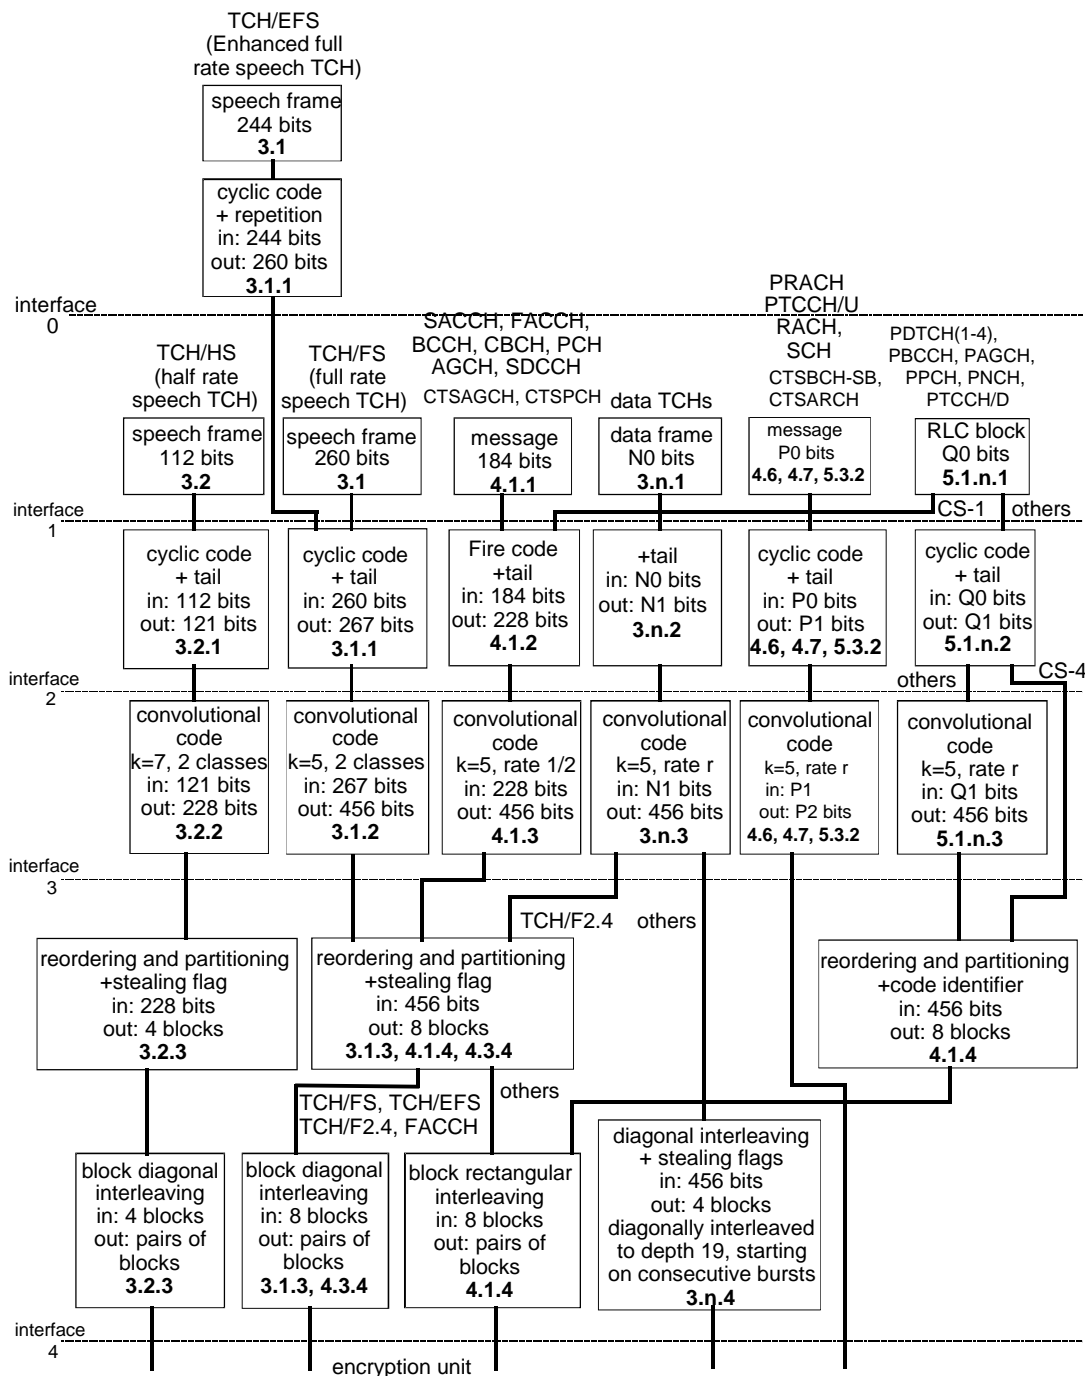 TCH/EFS
(Enhanced full
rate speech TCH)
speech frame
244 bits
3.1
cyclic code
+ repetition
in: 244 bits
out: 260 bits
3.1.1
interface
0
TCH/HS
(half rate
speech TCH)
TCH/FS
(full rate
speech TCH)
SACCH, FACCH,
BCCH, CBCH, PCH
AGCH, SDCCH
CTSAGCH, CTSPCH
data TCHs
PRACH
PTCCH/U
RACH,
SCH
CTSBCH-SB,
CTSARCH
PDTCH(1-4),
PBCCH, PAGCH,
PPCH, PNCH,
PTCCH/D
speech frame
112 bits
3.2
speech frame
260 bits
3.1
message
184 bits
4.1.1
data frame
N0 bits
3.n.1
message
P0 bits
4.6, 4.7, 5.3.2
RLC block
Q0 bits
5.1.n.1
interface
1
CS-1
others
cyclic code
+ tail
in: 112 bits
out: 121 bits
3.2.1
cyclic code
+ tail
in: 260 bits
out: 267 bits
3.1.1
Fire code
+tail
in: 184 bits
out: 228 bits
4.1.2
+tail
in: N0 bits
out: N1 bits
3.n.2
cyclic code
+ tail
in: P0 bits
out: P1 bits
4.6, 4.7, 5.3.2
cyclic code
+ tail
in: Q0 bits
out: Q1 bits
5.1.n.2
interface
2
others
CS-4
convolutional
code
k=7, 2 classes
in: 121 bits
out: 228 bits
3.2.2
convolutional
code
k=5, 2 classes
in: 267 bits
out: 456 bits
3.1.2
convolutional
code
k=5, rate 1/2
in: 228 bits
out: 456 bits
4.1.3
convolutional
code
k=5, rate r
in: N1 bits
out: 456 bits
3.n.3
convolutional
code
k=5, rate r
in: P1
out: P2 bits
4.6, 4.7, 5.3.2
convolutional
code
k=5, rate r
in: Q1 bits
out: 456 bits
5.1.n.3
interface
3
TCH/F2.4
others
reordering and partitioning
+stealing flag
in: 228 bits
out: 4 blocks
3.2.3
reordering and partitioning
+stealing flag
in: 456 bits
out: 8 blocks
3.1.3, 4.1.4, 4.3.4
reordering and partitioning
+code identifier
in: 456 bits
out: 8 blocks
4.1.4
TCH/FS, TCH/EFS
TCH/F2.4, FACCH
others
block diagonal
interleaving
in: 4 blocks
out: pairs of
blocks
3.2.3
block diagonal
interleaving
in: 8 blocks
out: pairs of
blocks
3.1.3, 4.3.4
block rectangular
interleaving
in: 8 blocks
out: pairs of
blocks
4.1.4
diagonal interleaving
+ stealing flags
in: 456 bits
out: 4 blocks
diagonally interleaved
to depth 19, starting
on consecutive bursts
3.n.4
interface
4
encryption unit